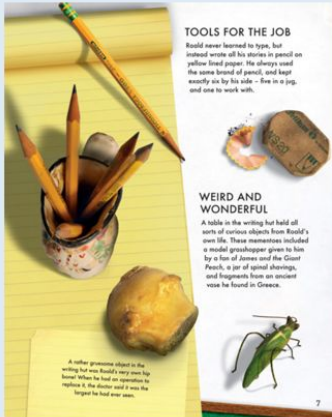 TOOLS FOR THE JOB
Roald never learned to type, but
instead wrote all his stories in pencil on
yellow lined paper. He always used
the same brand of pencil, and kept
exactly six by his side – five in a jug,
and one to work with.
WEIRD AND
WONDERFUL
A table in the writing hut held all
sorts of curious objects from Roald's
own life. These mementoes included
a model grasshopper given to him
by a fan of James and the Giant
Peach, a jar of spinal shavings,
and fragments from an ancient
vase he found in Greece.
A rather gruesome object in the
writing hut was Roald's very own hip
bone! When he had an operation to
replace it, the doctor said it was the
largest he had ever seen.
7